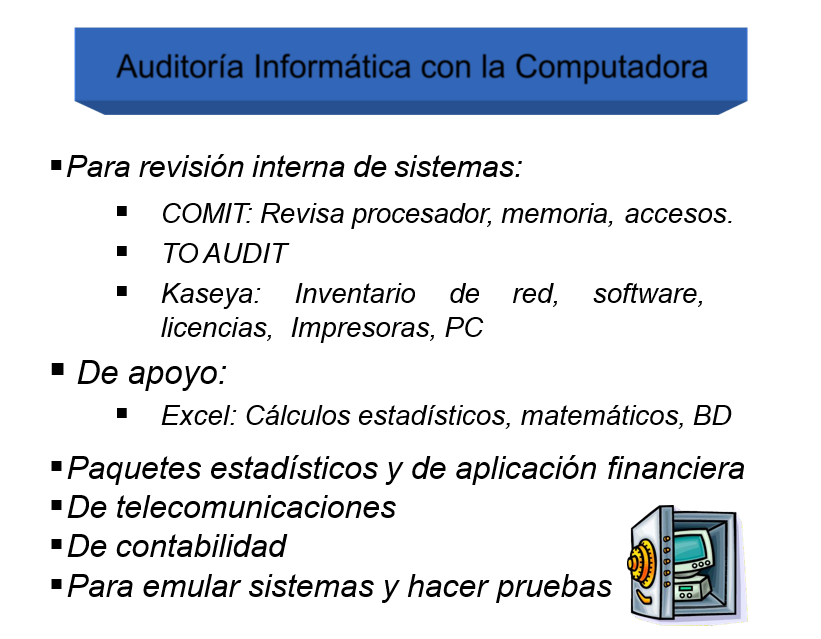 Auditoría Informática con la Computadora
▪Para revisión interna de sistemas:
▪ COMIT: Revisa procesador, memoria, accesos.
▪ TO AUDIT
▪ Kaseya: Inventario de red, software,
licencias, Impresoras, PC
▪ De apoyo:
▪ Excel: Cálculos estadísticos, matemáticos, BD
▪Paquetes estadísticos y de aplicación financiera
▪De telecomunicaciones
▪De contabilidad
▪Para emular sistemas y hacer pruebas